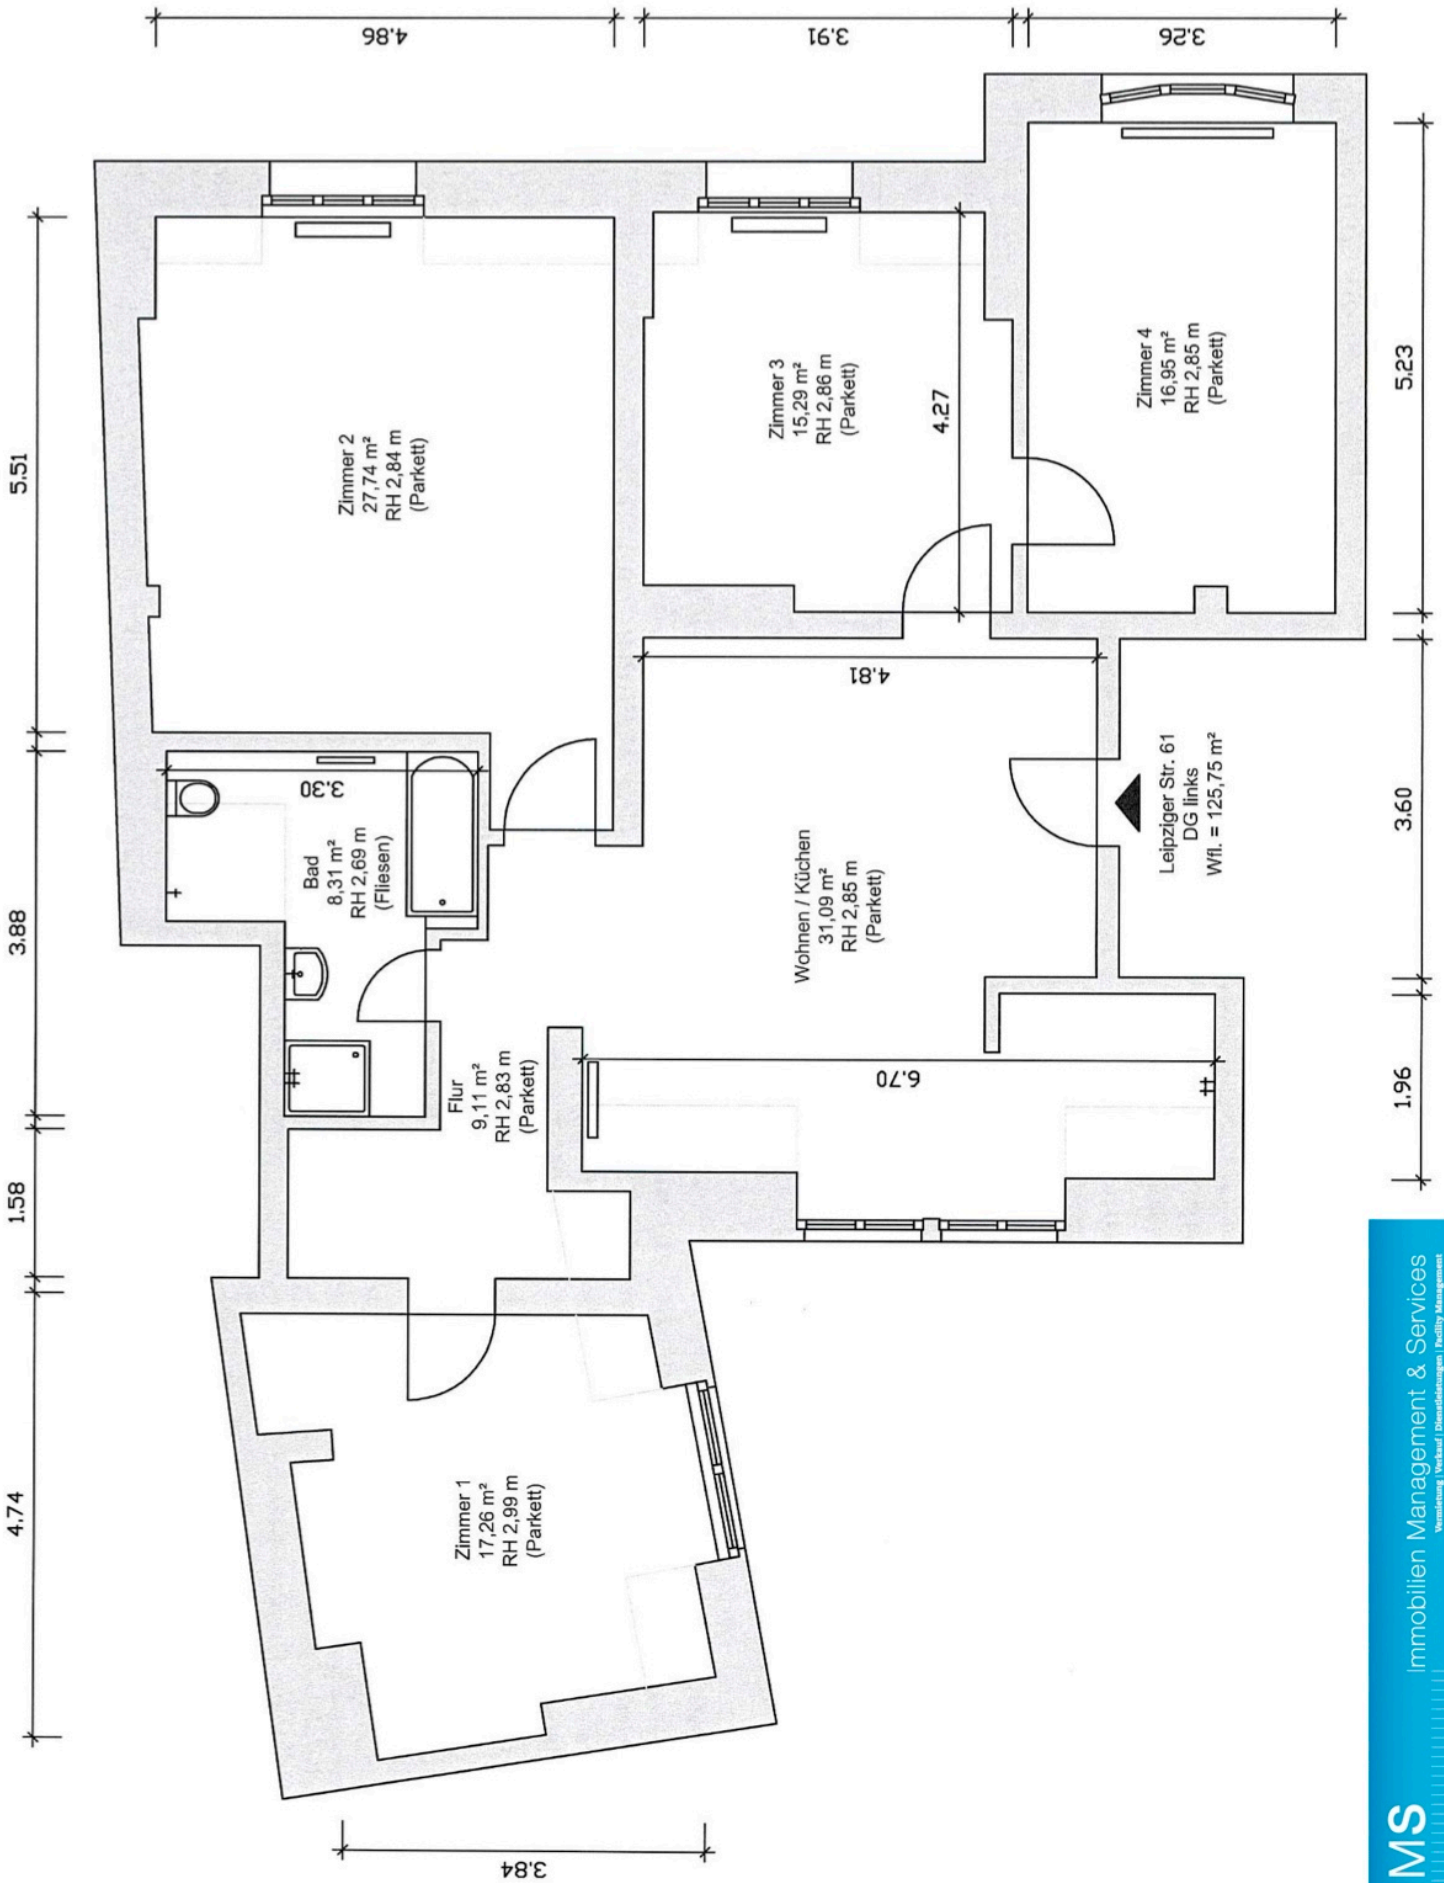 4.74
1.58
3.88
5.51
4.86
3.91
3.26
Zimmer 2
27,74 m²
RH 2,84 m
(Parkett)
Bad
8,31 m²
RH 2,69 m
(Fliesen)
3.30
Flur
9,11 m²
RH 2,83 m
(Parkett)
Zimmer 1
17,26 m²
RH 2,99 m
(Parkett)
3.84
Zimmer 3
15,29 m²
RH 2,86 m
(Parkett)
4.27
Wohnen / Küchen
31,09 m²
RH 2,85 m
(Parkett)
4.81
6.70
Zimmer 4
16,95 m²
RH 2,85 m
(Parkett)
Leipziger Str. 61
DG links
Wfl. = 125,75 m²
1.96
3.60
5.23
MS
Immobilien Management & Services
Vermietung | Verkauf | Dienstleistungen | Facility Management